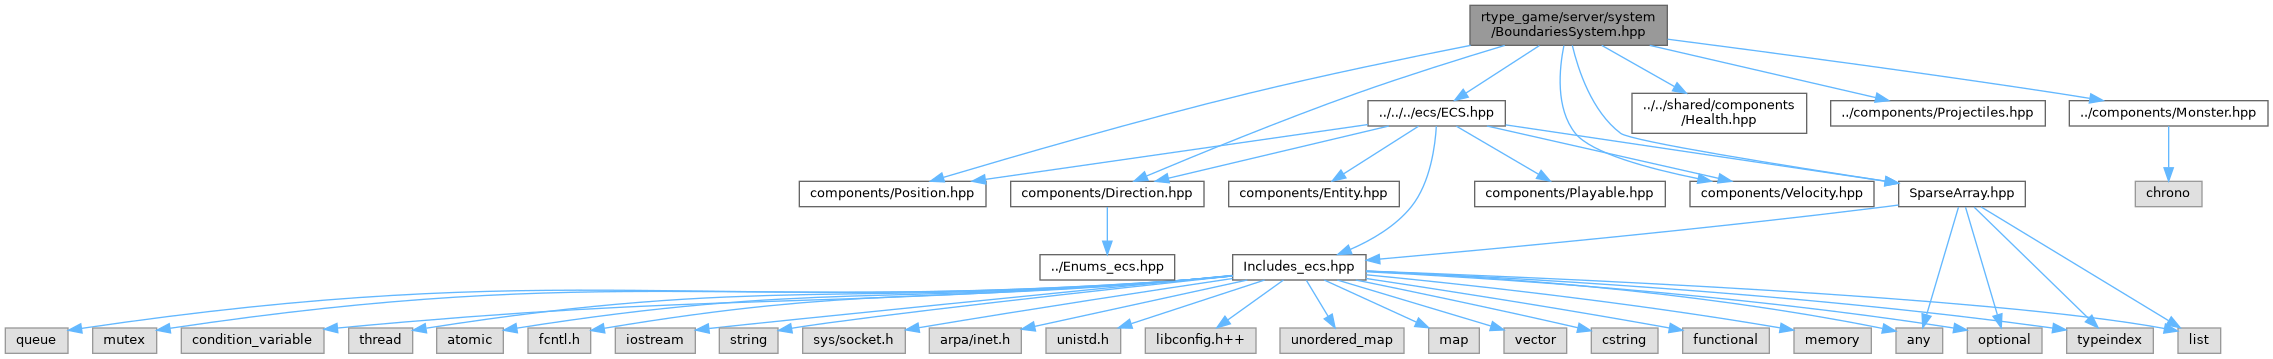 rtype_game/server/system
/BoundariesSystem.hpp
../../../ecs/ECS.hpp
../../shared/components
/Health.hpp
../components/Projectiles.hpp
../components/Monster.hpp
components/Position.hpp
components/Direction.hpp
components/Entity.hpp
components/Playable.hpp
components/Velocity.hpp
SparseArray.hpp
chrono
../Enums_ecs.hpp
Includes_ecs.hpp
queue
mutex
condition_variable
thread
atomic
fcntl.h
iostream
string
sys/socket.h
arpa/inet.h
unistd.h
libconfig.h++
unordered_map
map
vector
cstring
functional
memory
any
optional
typeindex
list